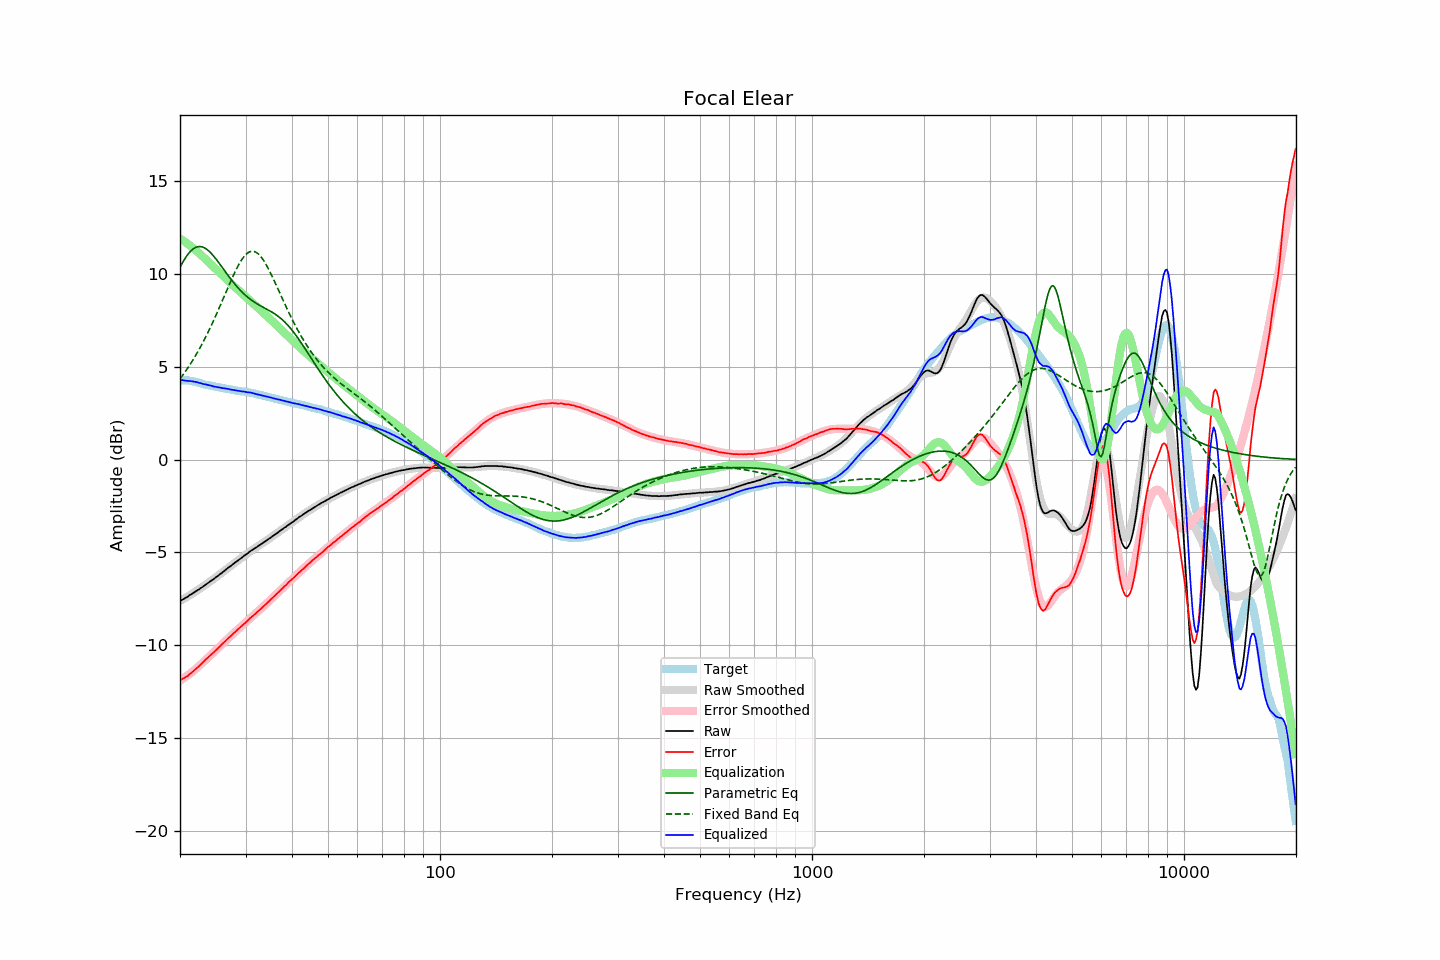 Focal Elear
Amplitude (dBr)
15
10
5
0
−5
−10
−15
−20
Target
Raw Smoothed
Error Smoothed
Raw
Error
Equalization
Parametric Eq
Fixed Band Eq
Equalized
100
1000
10000
Frequency (Hz)